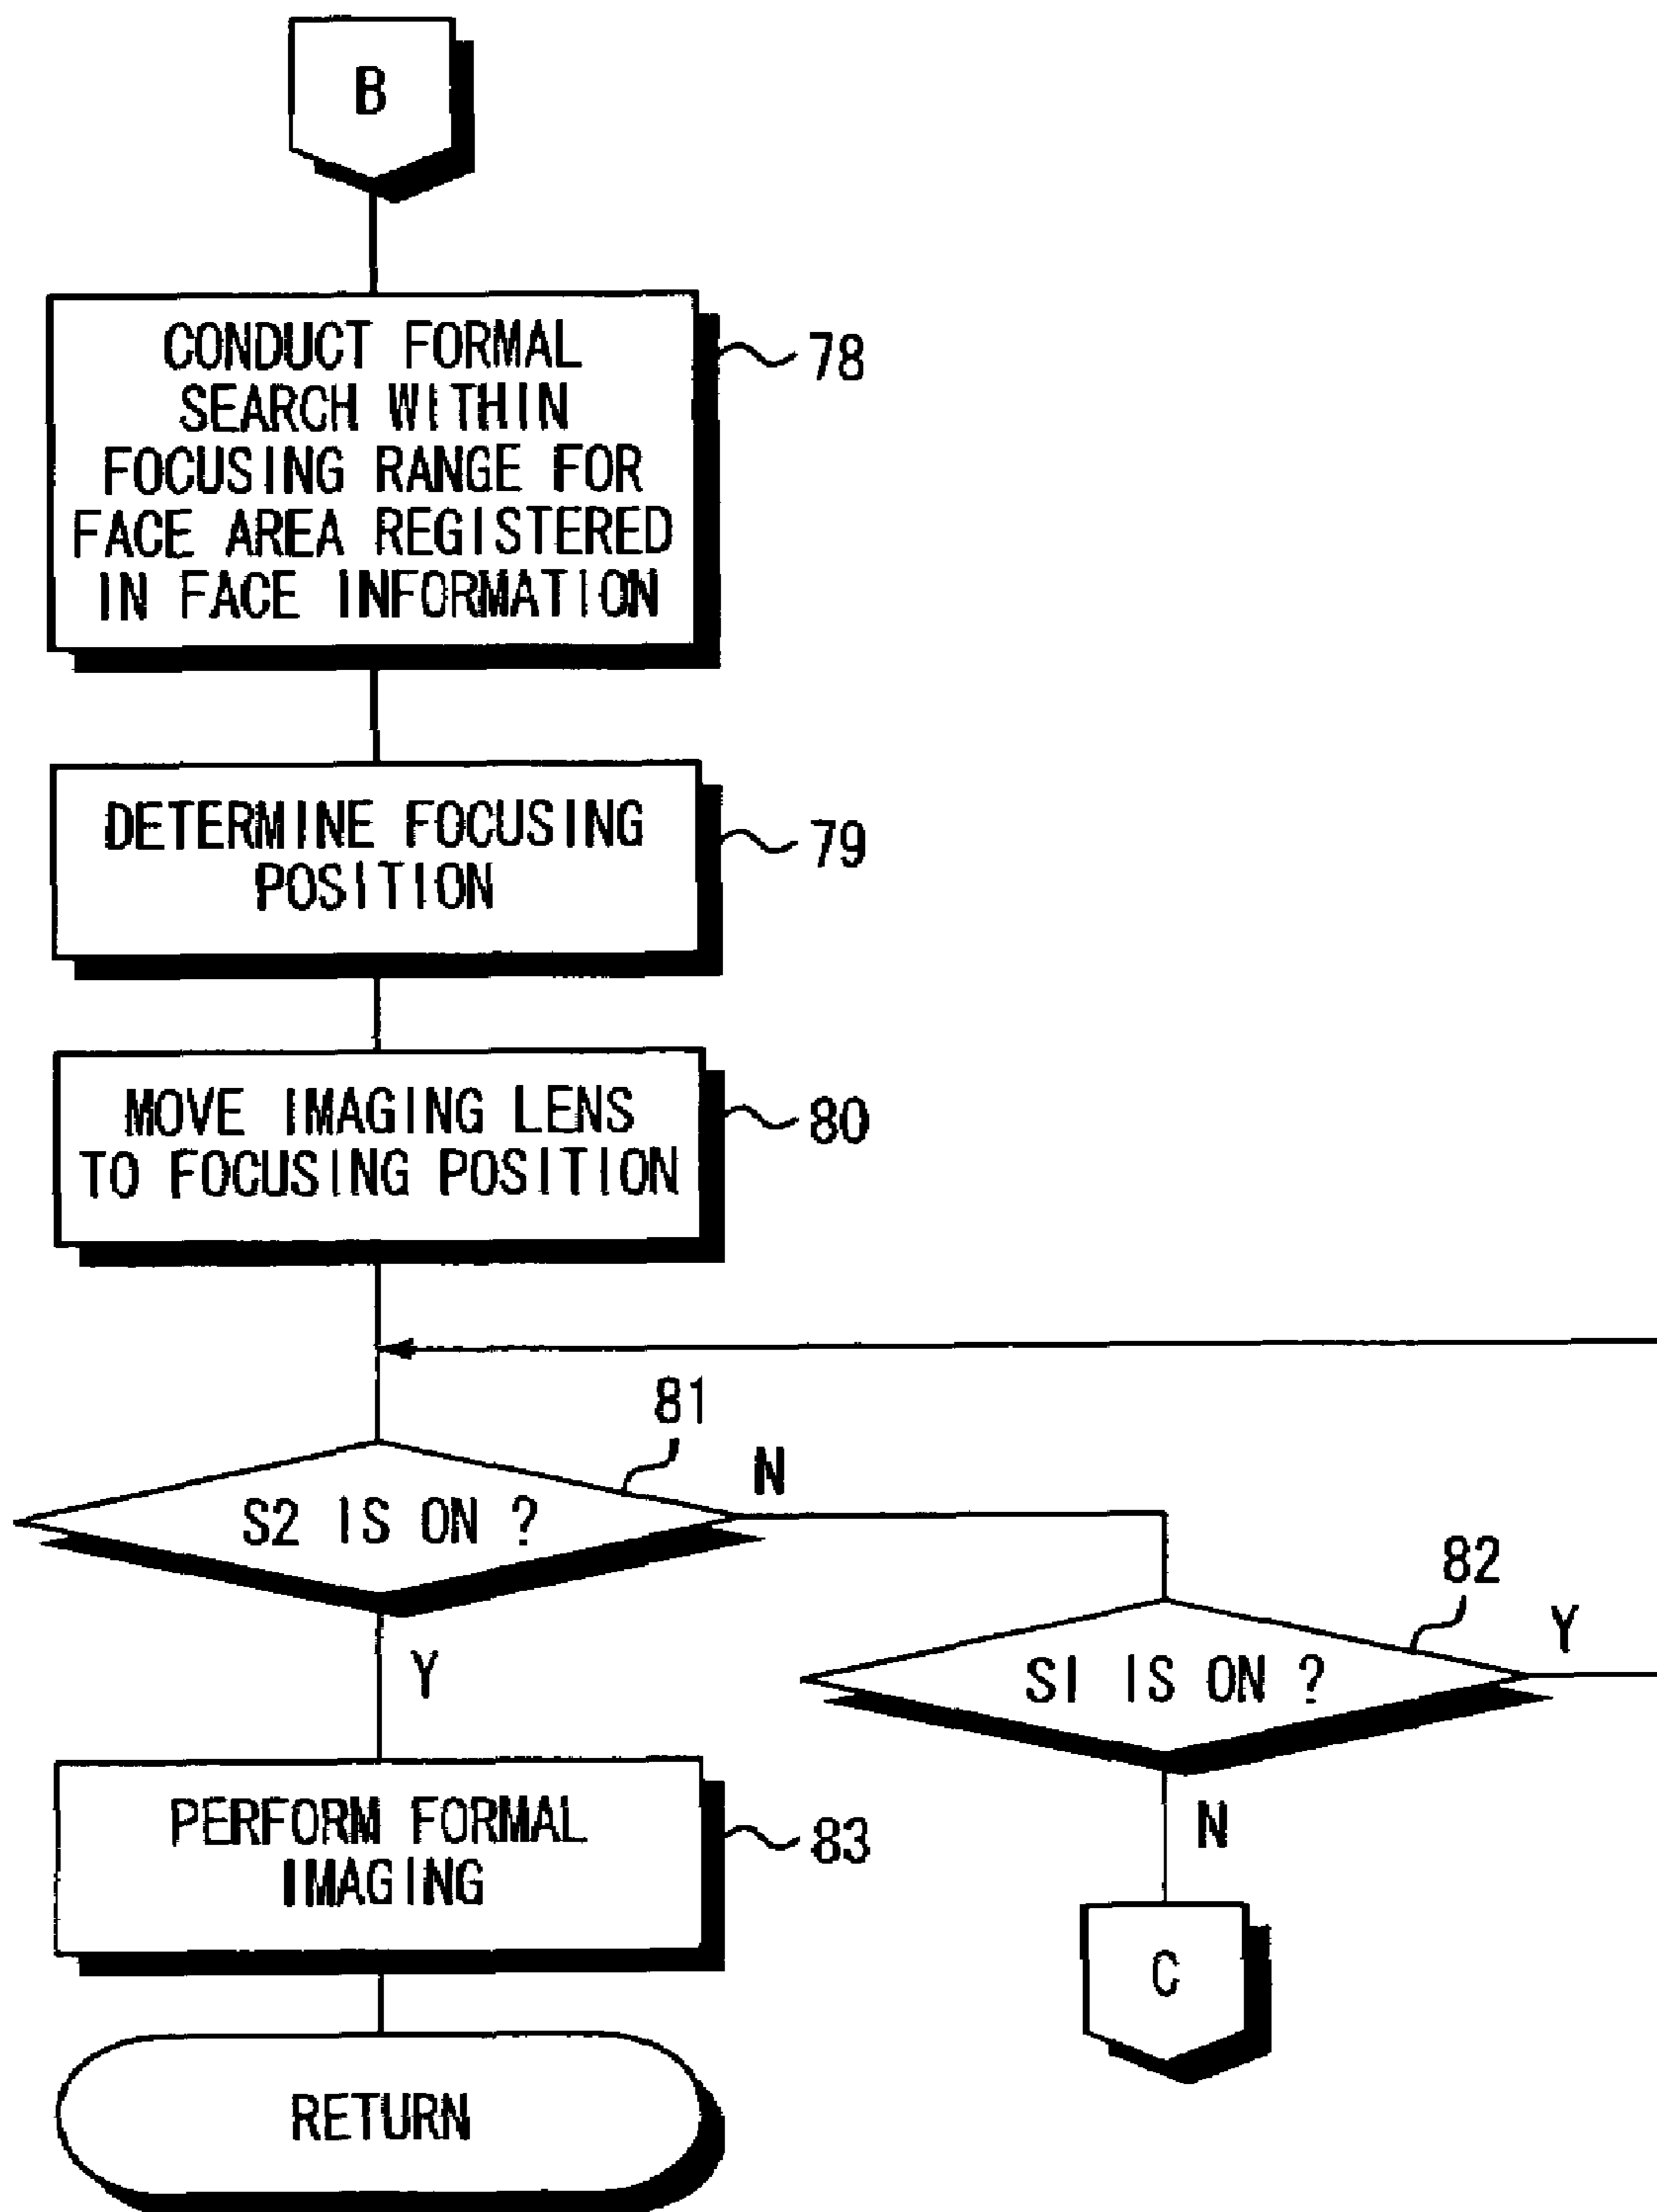 B
CONDUCT FORMAL
SEARCH WITHIN
FOCUSING RANGE FOR
FACE AREA REGISTERED
IN FACE INFORMATION
78
DETERMINE FOCUSING
POSITION
79
MOVE IMAGING LENS
TO FOCUSING POSITION
80
81
S2 IS ON ?
N
82
S1 IS ON ?
Y
Y
N
PERFORM FORMAL
IMAGING
83
C
RETURN